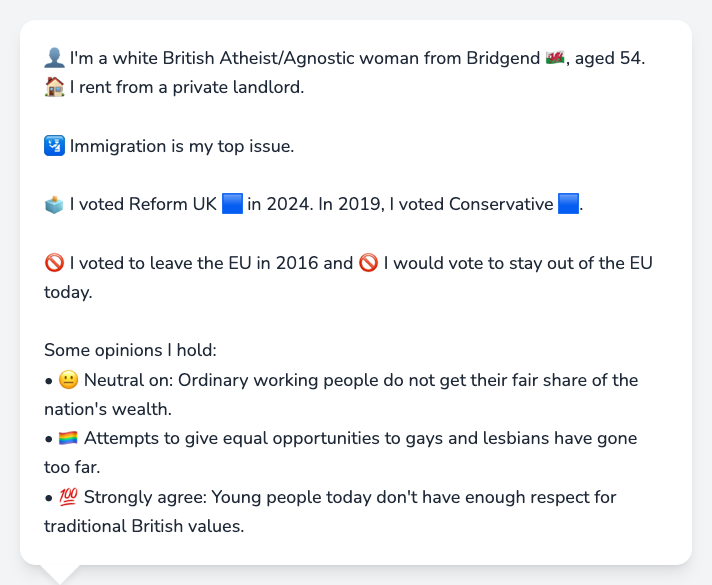 👤 I'm a white British Atheist/Agnostic woman from Bridgend 🏴󠁧󠁢󠁷󠁬󠁳󠁿, aged 54.
🏠 I rent from a private landlord.
🛂 Immigration is my top issue.
🗳️ I voted Reform UK 🟦 in 2024. In 2019, I voted Conservative 🟦.
🚫 I voted to leave the EU in 2016 and 🚫 I would vote to stay out of the EU
today.
Some opinions I hold:
• 😐 Neutral on: Ordinary working people do not get their fair share of the
nation's wealth.
• 🏳️‍🌈 Attempts to give equal opportunities to gays and lesbians have gone
too far.
• 💯 Strongly agree: Young people today don't have enough respect for
traditional British values.